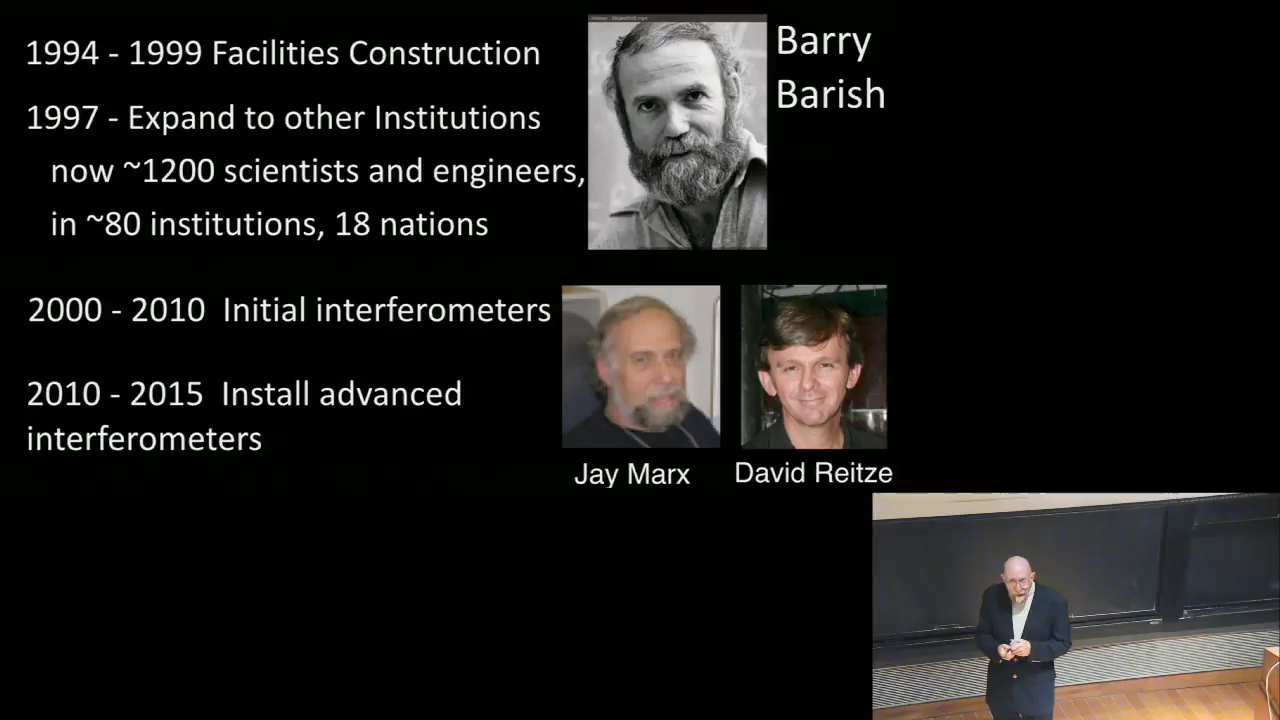 1994 - 1999 Facilities Construction
Barry
Barish
1997 - Expand to other Institutions
now ~1200 scientists and engineers,
in ~80 institutions, 18 nations
2000 - 2010 Initial interferometers
2010 - 2015 Install advanced
interferometers
Jay Marx
David Reitze